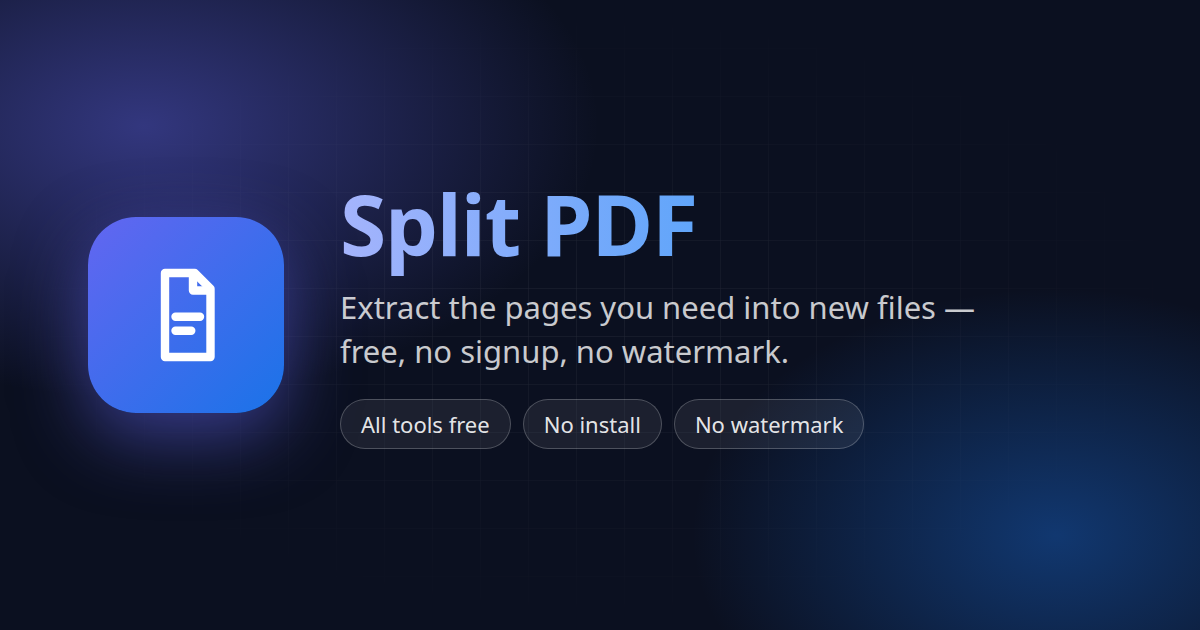 Split PDF
Extract the pages you need into new files —
free, no signup, no watermark.
All tools free
No install
No watermark